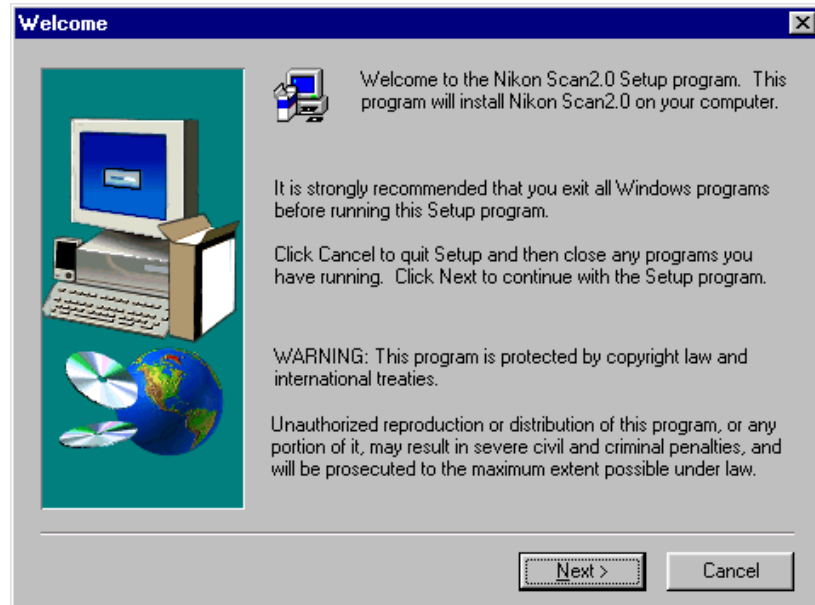 Welcome
Welcome to the Nikon Scan2.0 Setup program. This
program will install Nikon Scan2.0 on your computer.
It is strongly recommended that you exit all Windows programs
before running this Setup program.
Click Cancel to quit Setup and then close any programs you
have running. Click Next to continue with the Setup program.
WARNING: This program is protected by copyright law and
international treaties.
Unauthorized reproduction or distribution of this program, or any
portion of it, may result in severe civil and criminal penalties, and
will be prosecuted to the maximum extent possible under law.
Next > Cancel